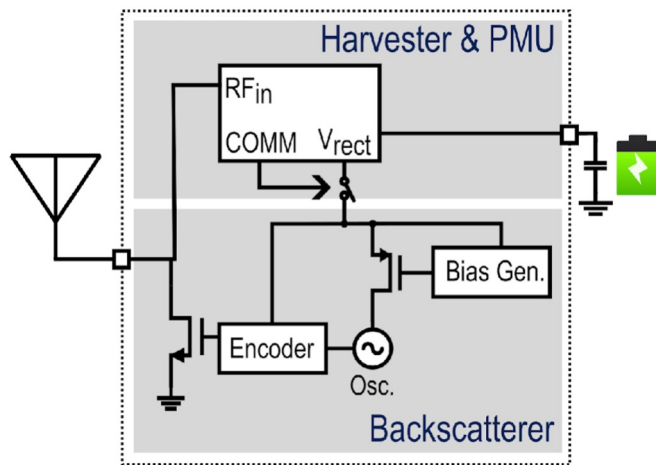 Harvester & PMU
RFin
COMM
Vrect
Bias Gen.
Encoder
Osc.
Backscatterer